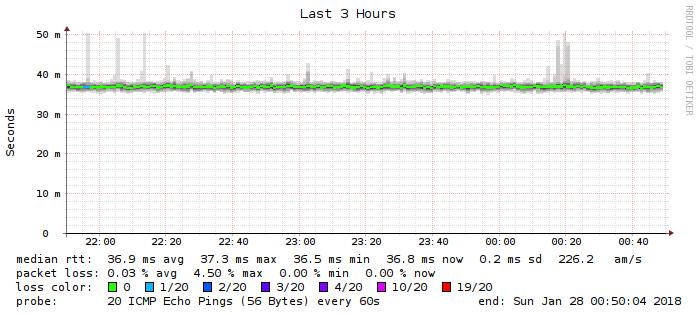 Last 3 Hours
RRDTOOL / TOBI OETIKER
Seconds
50 m
40 m
30 m
20 m
10 m
0
22:00 22:20 22:40 23:00 23:20 23:40 00:00 00:20 00:40
median rtt: 36.9 ms avg 37.3 ms max 36.5 ms min 36.8 ms now 0.2 ms sd 226.2 am/s
packet loss: 0.03 % avg 4.50 % max 0.00 % min 0.00 % now
loss color: 0 1/20 2/20 3/20 4/20 10/20 19/20
probe: 20 ICMP Echo Pings (56 Bytes) every 60s end: Sun Jan 28 00:50:04 2018